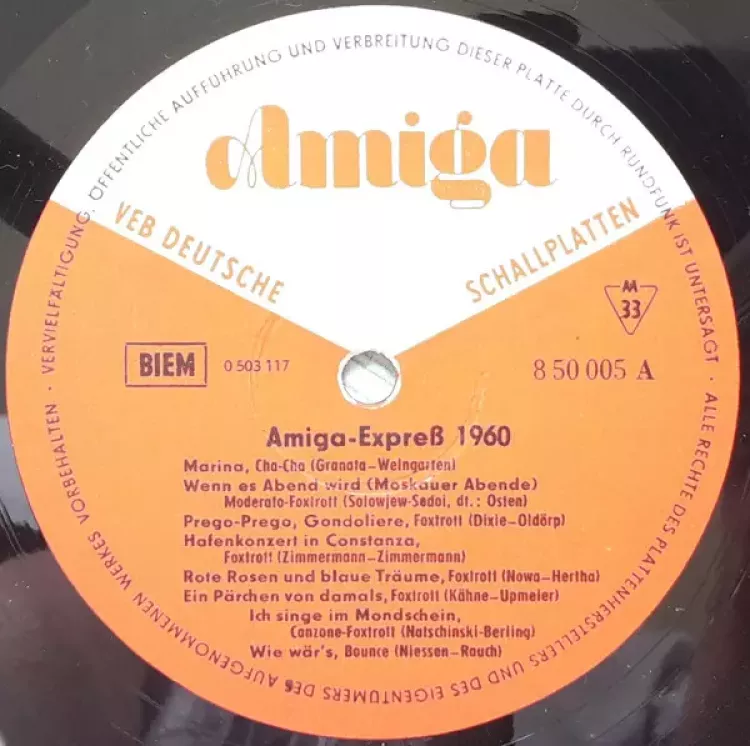 VERVIELFÄLTIGUNG, ÖFFENTLICHE AUFFÜHRUNG UND VERBREITUNG DIESER PLATTE DURCH RUNDFUNK IST UNTERSAGT · ALLE RECHTE DES PLATTENHERSTELLERS UND DES EIGENTÜMERS DES AUFGENOMMENEN WERKES VORBEHALTEN ·
Amiga
VEB DEUTSCHE SCHALLPLATTEN
M
33
BIEM 0 503 117 8 50 005 A
Amiga-Expreß 1960
Marina, Cha-Cha (Granata–Weingarten)
Wenn es Abend wird (Moskauer Abende)
Moderato-Foxtrott (Solowjew-Sedoi, dt.: Osten)
Prego-Prego, Gondoliere, Foxtrott (Dixie–Oldörp)
Hafenkonzert in Constanza,
Foxtrott (Zimmermann–Zimmermann)
Rote Rosen und blaue Träume, Foxtrott (Nowa–Hertha)
Ein Pärchen von damals, Foxtrott (Kähne–Upmeier)
Ich singe im Mondschein,
Canzone-Foxtrott (Natschinski-Berling)
Wie wär's, Bounce (Niessen–Rauch)